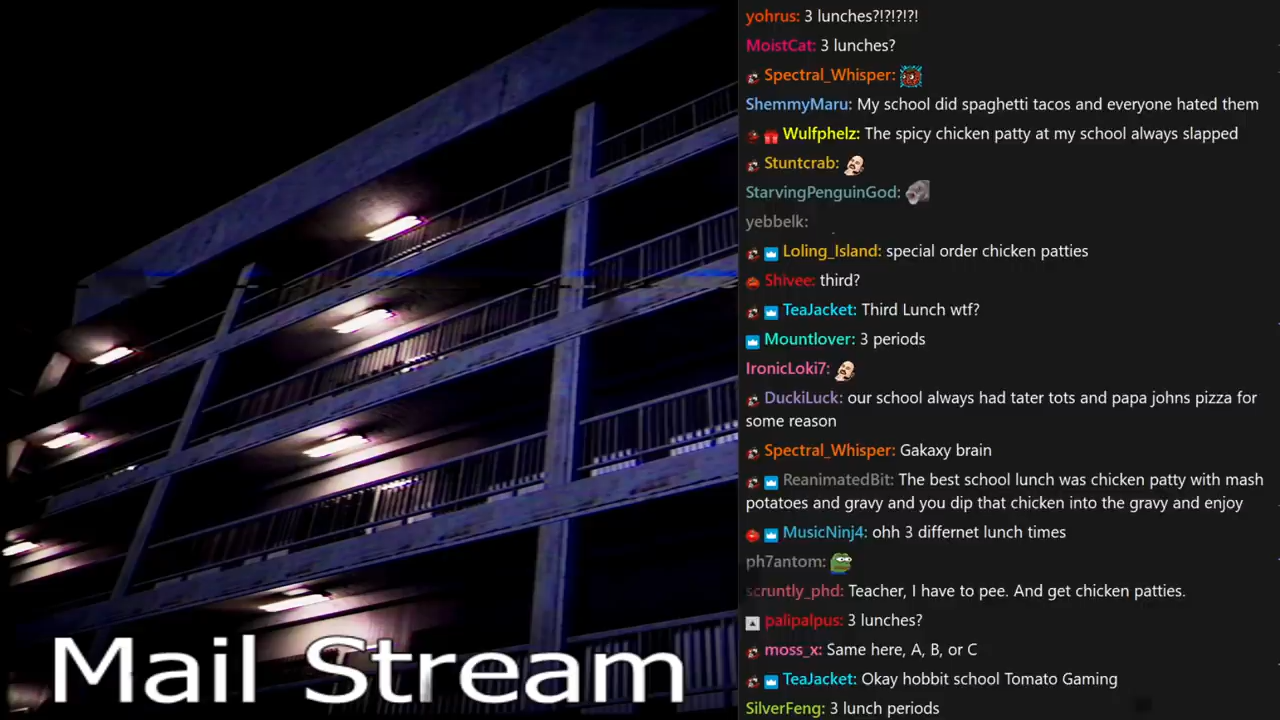 yohrus: 3 lunches?!?!?!?!
MoistCat: 3 lunches?
Spectral_Whisper:
ShemmyMaru: My school did spaghetti tacos and everyone hated them
Wulfphelz: The spicy chicken patty at my school always slapped
Stuntcrab:
StarvingPenguinGod:
yebbelk:
Loling_Island: special order chicken patties
Shivee: third?
TeaJacket: Third Lunch wtf?
Mountlover: 3 periods
IronicLoki7:
DuckiLuck: our school always had tater tots and papa johns pizza for
some reason
Spectral_Whisper: Gakaxy brain
ReanimatedBit: The best school lunch was chicken patty with mash
potatoes and gravy and you dip that chicken into the gravy and enjoy
MusicNinj4: ohh 3 differnet lunch times
ph7antom:
scruntly_phd: Teacher, I have to pee. And get chicken patties.
palipalpus: 3 lunches?
moss_x: Same here, A, B, or C
TeaJacket: Okay hobbit school Tomato Gaming
SilverFeng: 3 lunch periods
Mail Stream